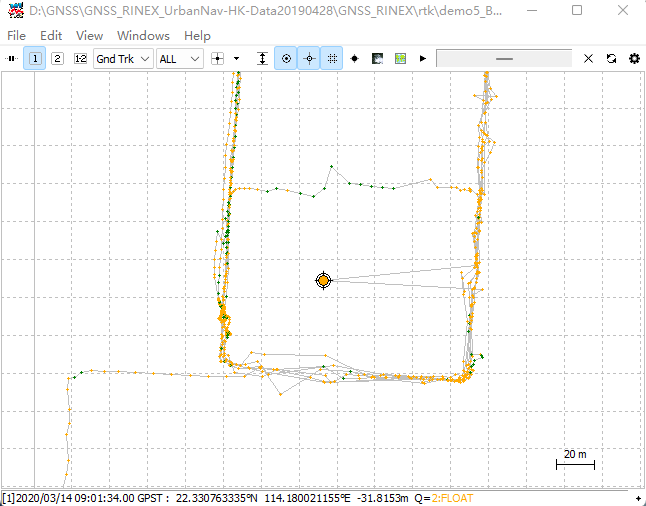 D:\GNSS\GNSS_RINEX_UrbanNav-HK-Data20190428\GNSS_RINEX\rtk\demo5_B...
File Edit View Windows Help
1 2 1-2 Gnd Trk ALL
20 m
[1]2020/03/14 09:01:34.00 GPST : 22.330763335°N 114.180021155°E -31.8153m Q=2:FLOAT